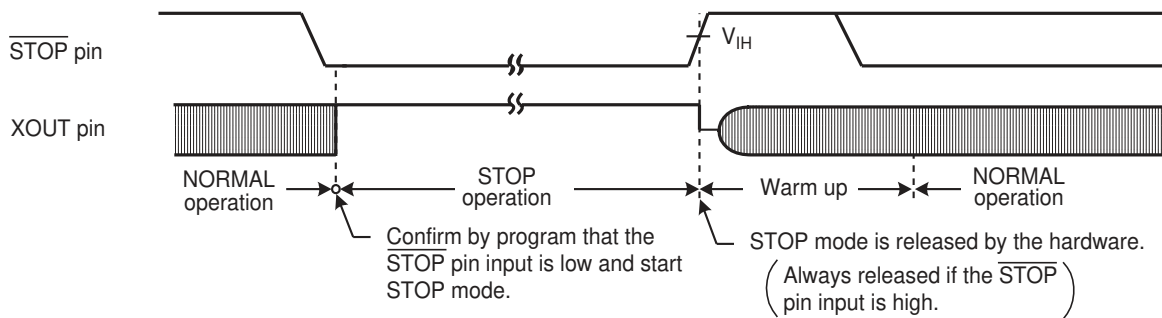 STOP pin
VIH
XOUT pin
NORMAL
operation
STOP
operation
Warm up
NORMAL
operation
Confirm by program that the
STOP pin input is low and start
STOP mode.
STOP mode is released by the hardware.
( Always released if the STOP
pin input is high. )